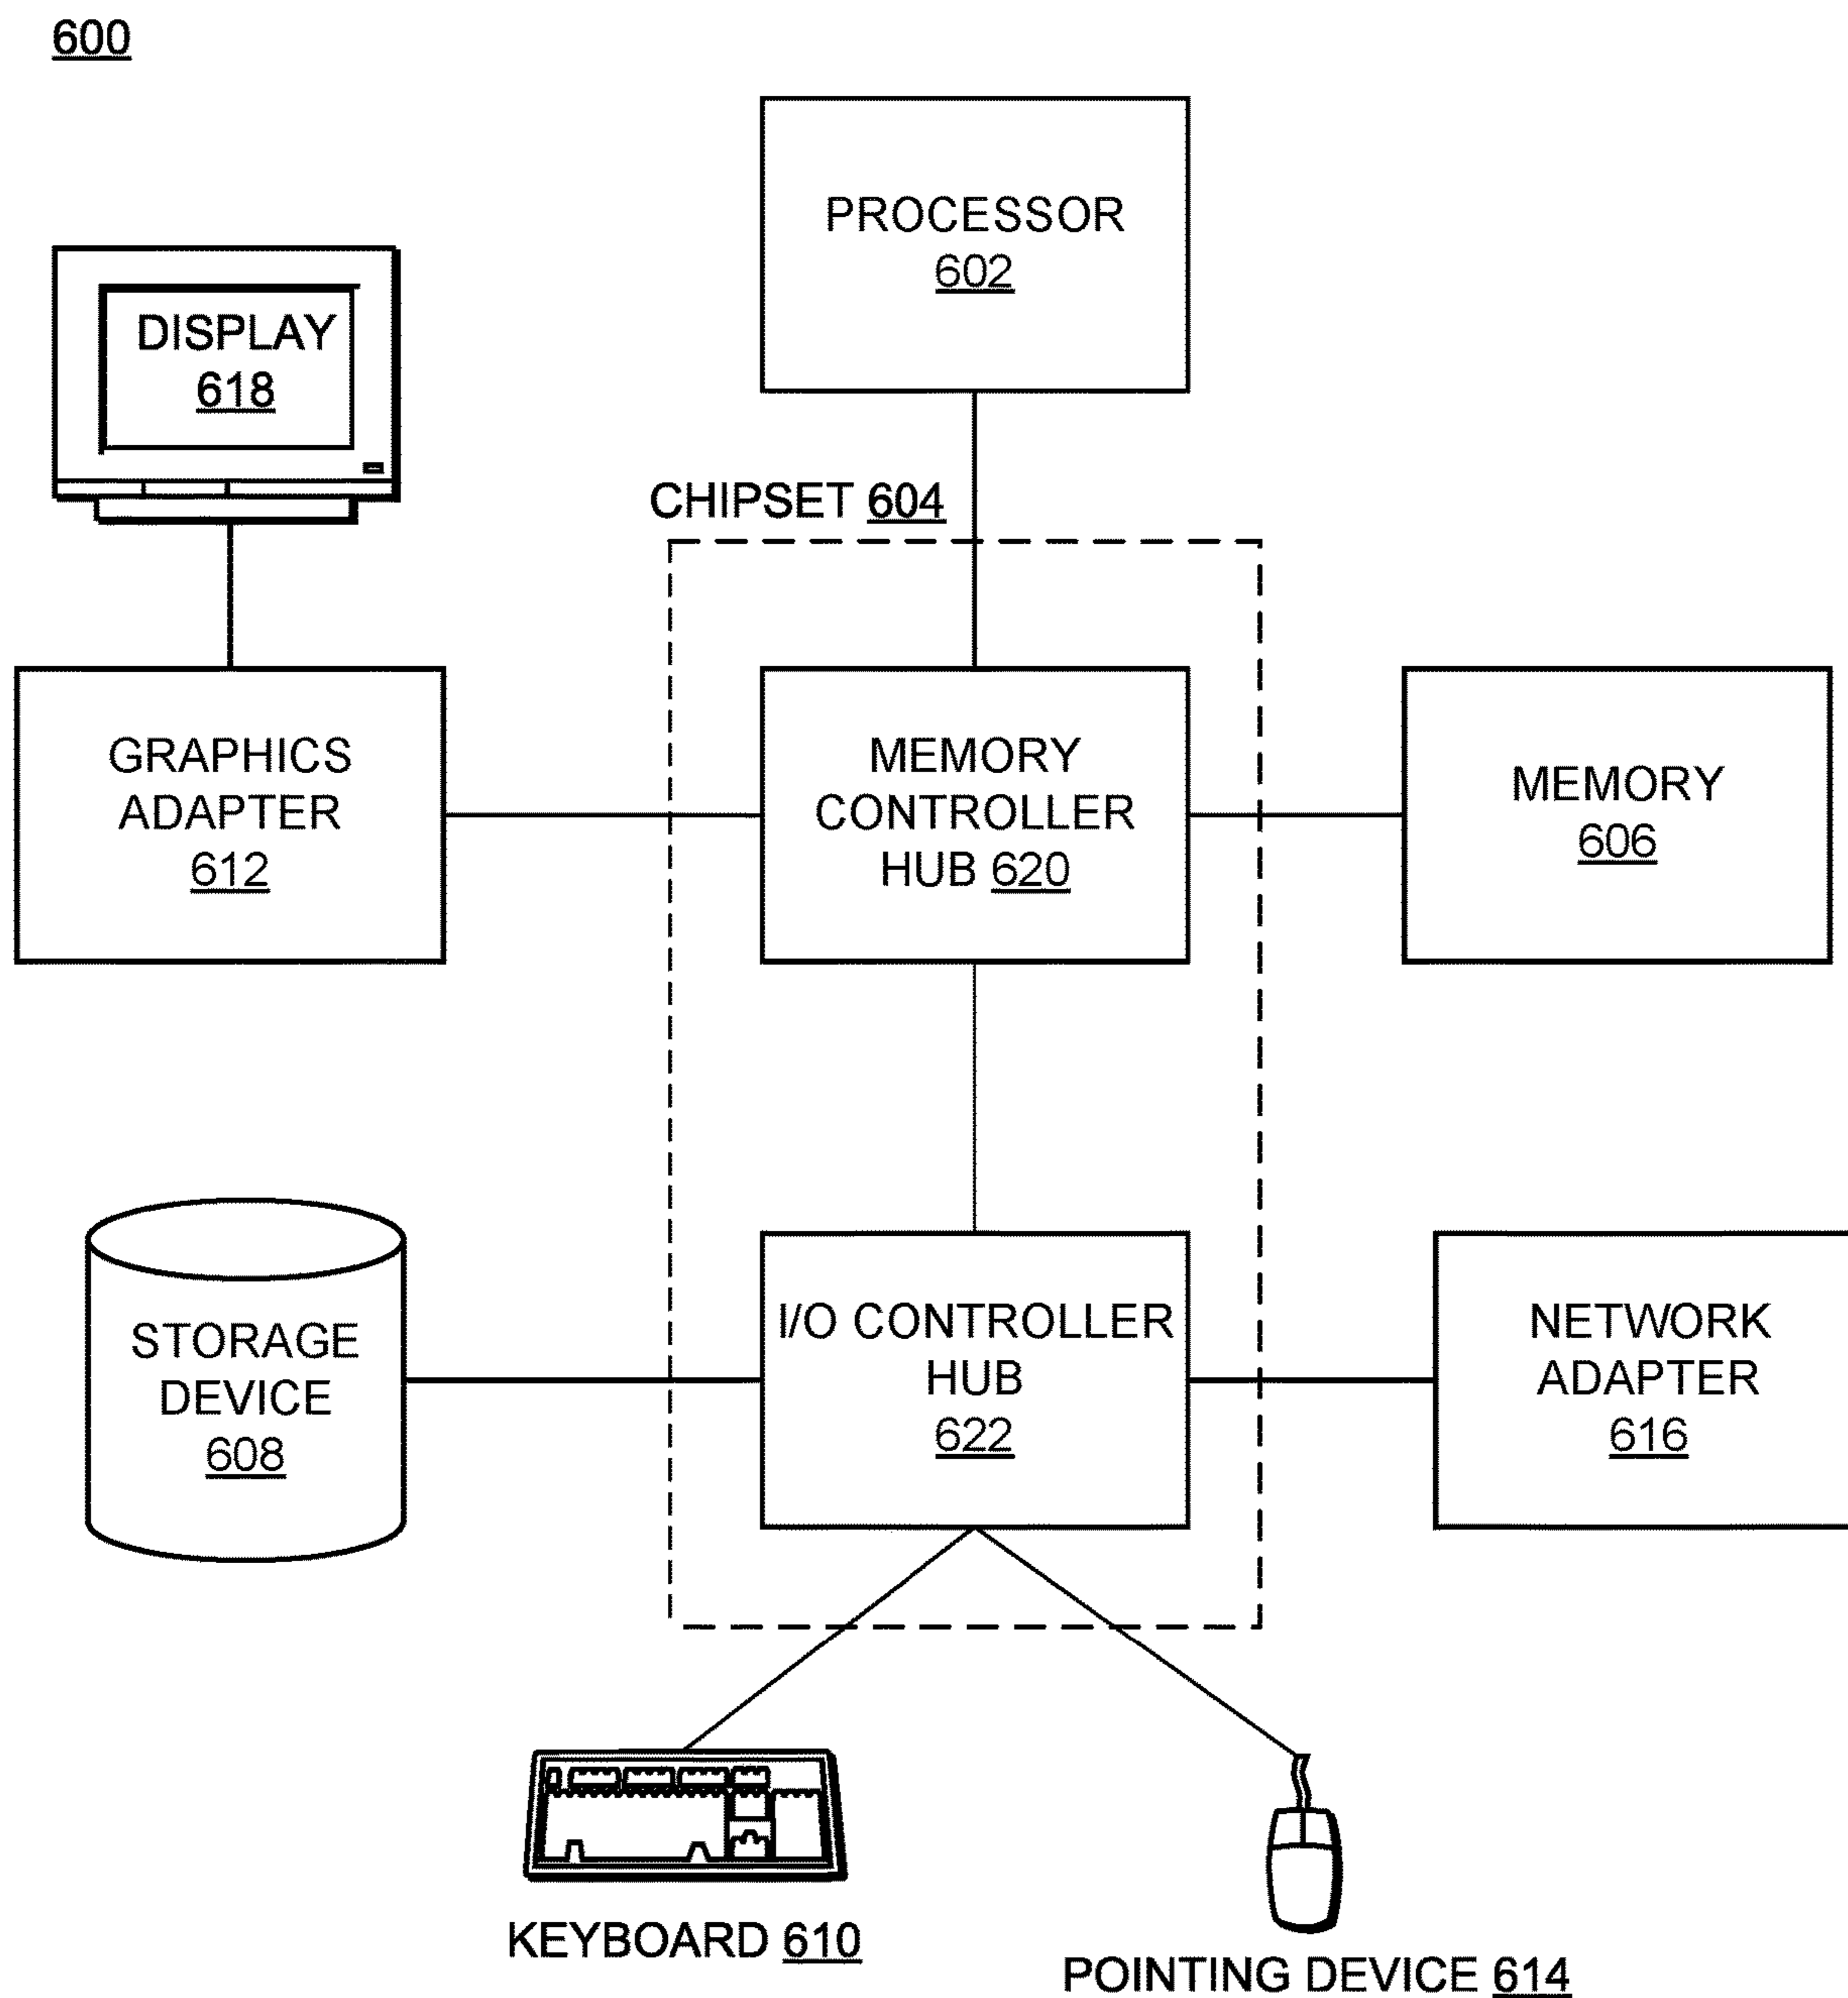 600
PROCESSOR
602
DISPLAY
618
CHIPSET 604
GRAPHICS
ADAPTER
612
MEMORY
CONTROLLER
HUB 620
MEMORY
606
STORAGE
DEVICE
608
I/O CONTROLLER
HUB
622
NETWORK
ADAPTER
616
KEYBOARD 610
POINTING DEVICE 614